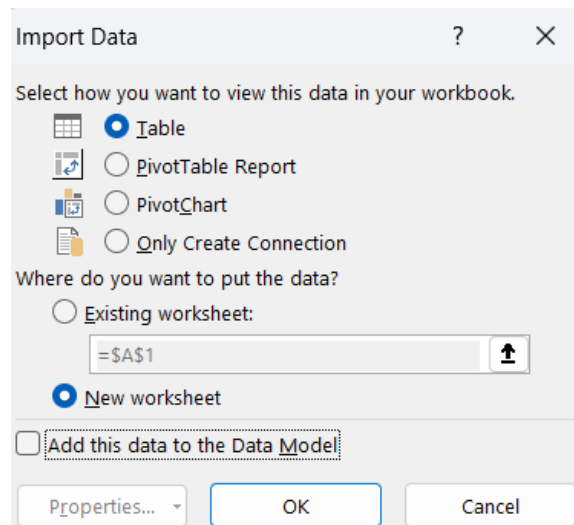 Import Data ?
Select how you want to view this data in your workbook.
Table
PivotTable Report
PivotChart
Only Create Connection
Where do you want to put the data?
Existing worksheet:
=$A$1
New worksheet
Add this data to the Data Model
Properties...
OK
Cancel